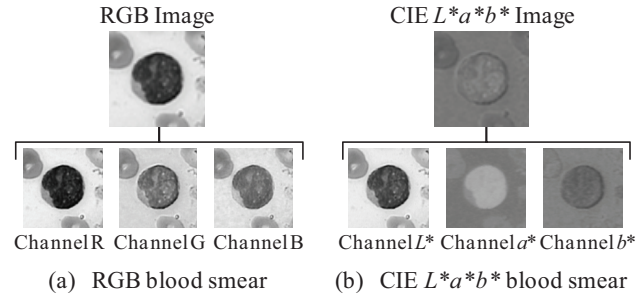 RGB Image
CIE L*a*b* Image
Channel R Channel G Channel B
Channel L* Channel a* Channel b*
(a) RGB blood smear
(b) CIE L*a*b* blood smear